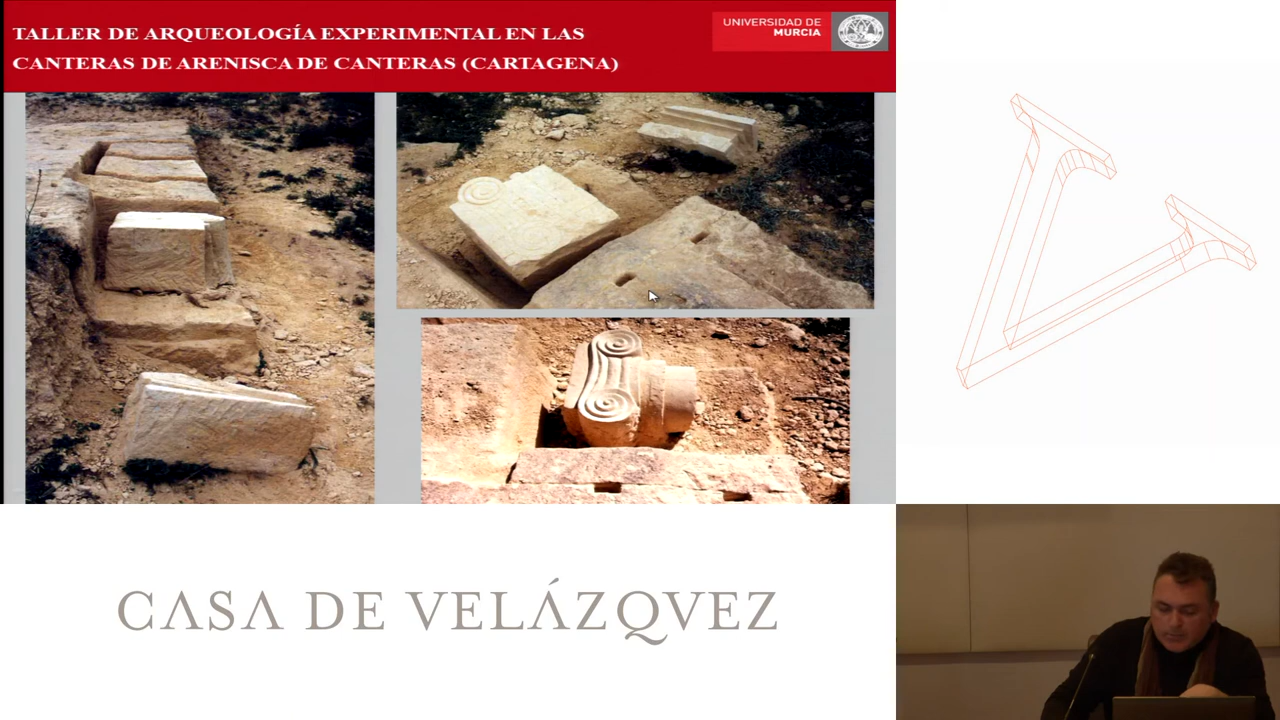 TALLER DE ARQUEOLOGÍA EXPERIMENTAL EN LAS
CANTERAS DE ARENISCA DE CANTERAS (CARTAGENA)
UNIVERSIDAD DE
MURCIA
CASA DE VELÁZQVEZ